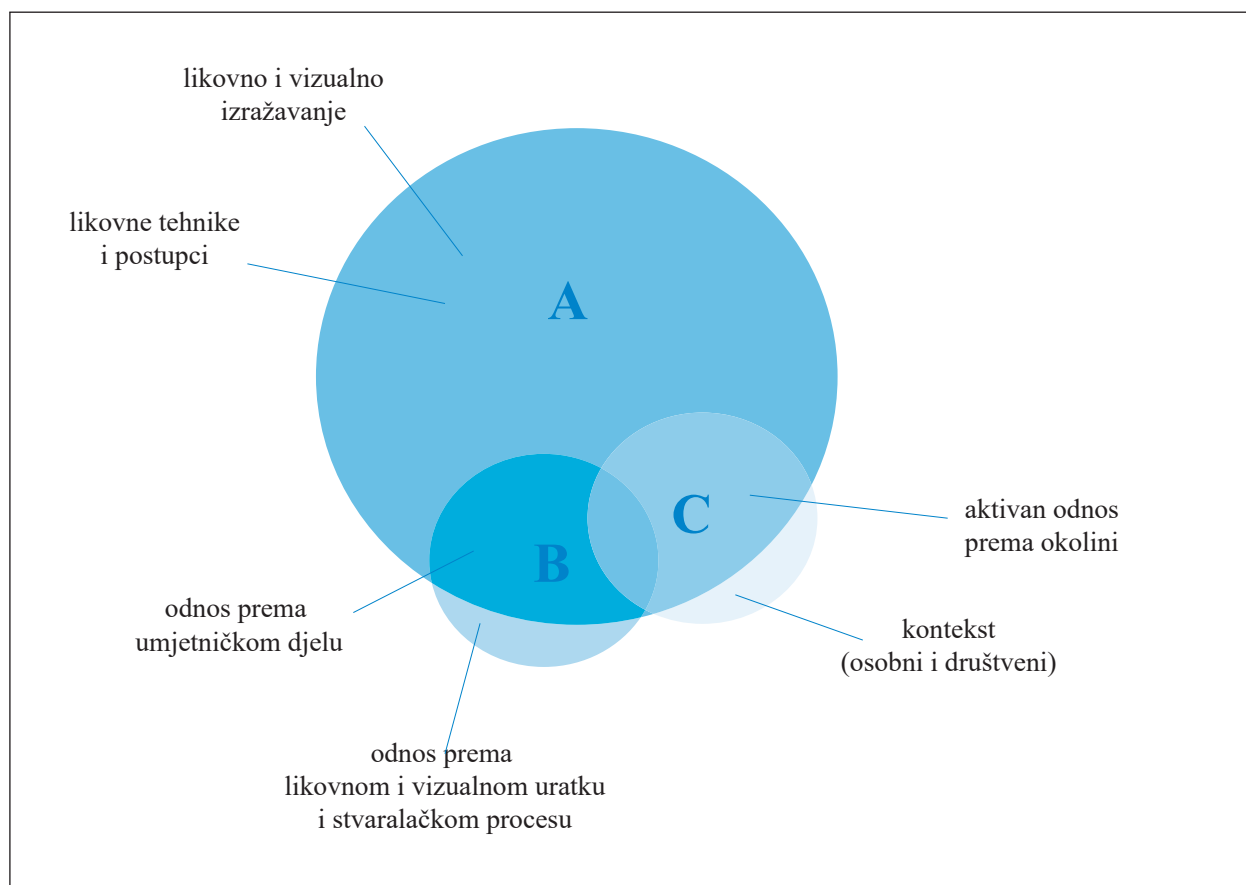 likovno i vizualno
izražavanje
likovne tehnike
i postupci
A
C
B
aktivan odnos
prema okolini
odnos prema
umjetničkom djelu
kontekst
(osobni i društveni)
odnos prema
likovnom i vizualnom uratku
i stvaralačkom procesu